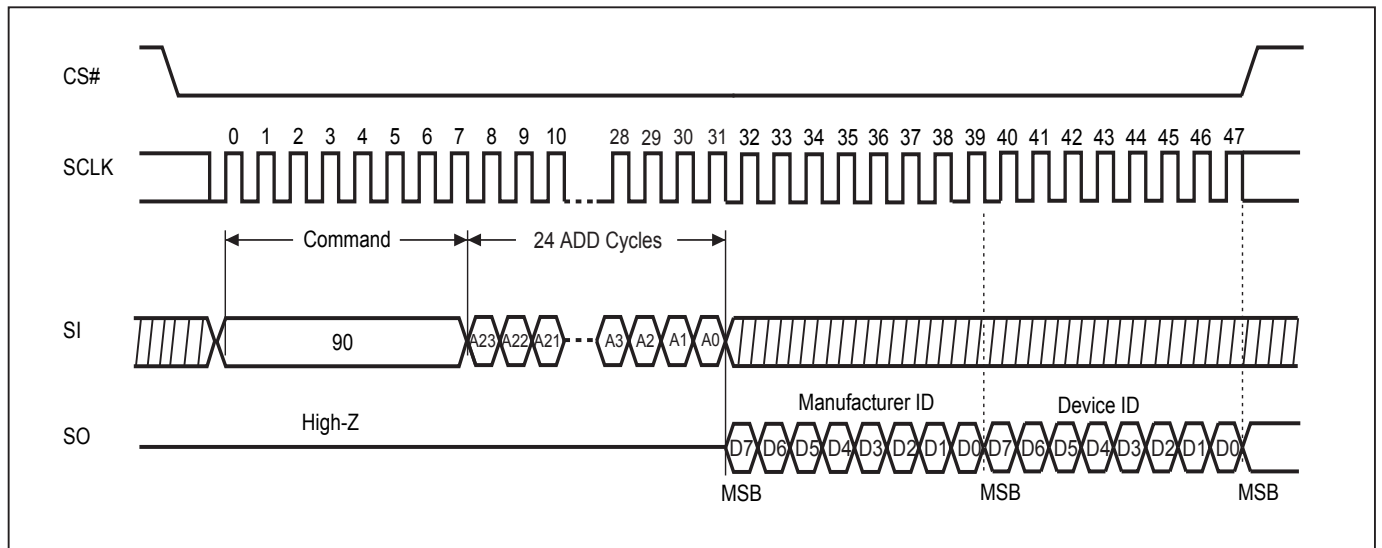 CS#
0 1 2 3 4 5 6 7 8 9 10 28 29 30 31 32 33 34 35 36 37 38 39 40 41 42 43 44 45 46 47
SCLK
Command 24 ADD Cycles
SI 90 A23 A22 A21 A3 A2 A1 A0
Manufacturer ID Device ID
High-Z
SO D7 D6 D5 D4 D3 D2 D1 D0 D7 D6 D5 D4 D3 D2 D1 D0
MSB MSB MSB